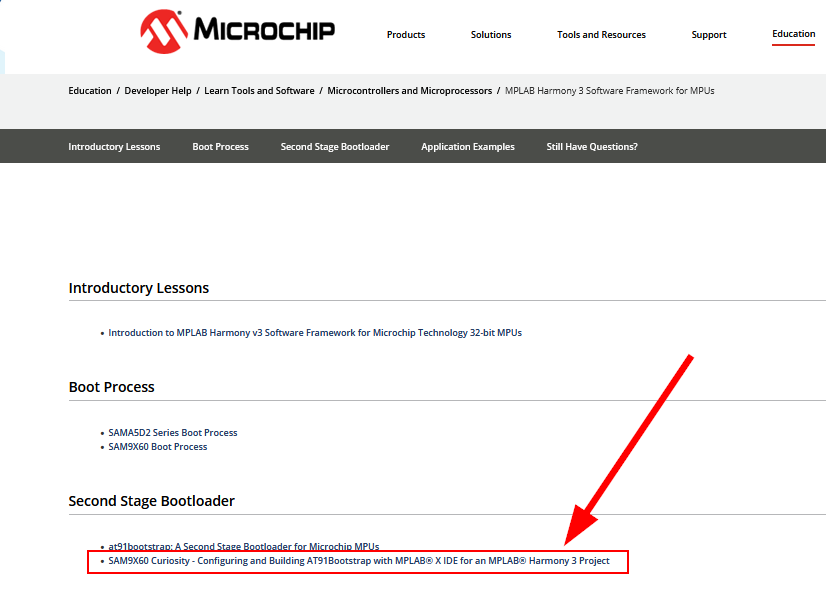 MICROCHIP
Products Solutions Tools and Resources Support Education
Education / Developer Help / Learn Tools and Software / Microcontrollers and Microprocessors / MPLAB Harmony 3 Software Framework for MPUs
Introductory Lessons Boot Process Second Stage Bootloader Application Examples Still Have Questions?
Introductory Lessons
• Introduction to MPLAB Harmony v3 Software Framework for Microchip Technology 32-bit MPUs
Boot Process
• SAMA5D2 Series Boot Process
• SAM9X60 Boot Process
Second Stage Bootloader
• at91bootstrap: A Second Stage Bootloader for Microchip MPUs
• SAM9X60 Curiosity - Configuring and Building AT91Bootstrap with MPLAB® X IDE for an MPLAB® Harmony 3 Project